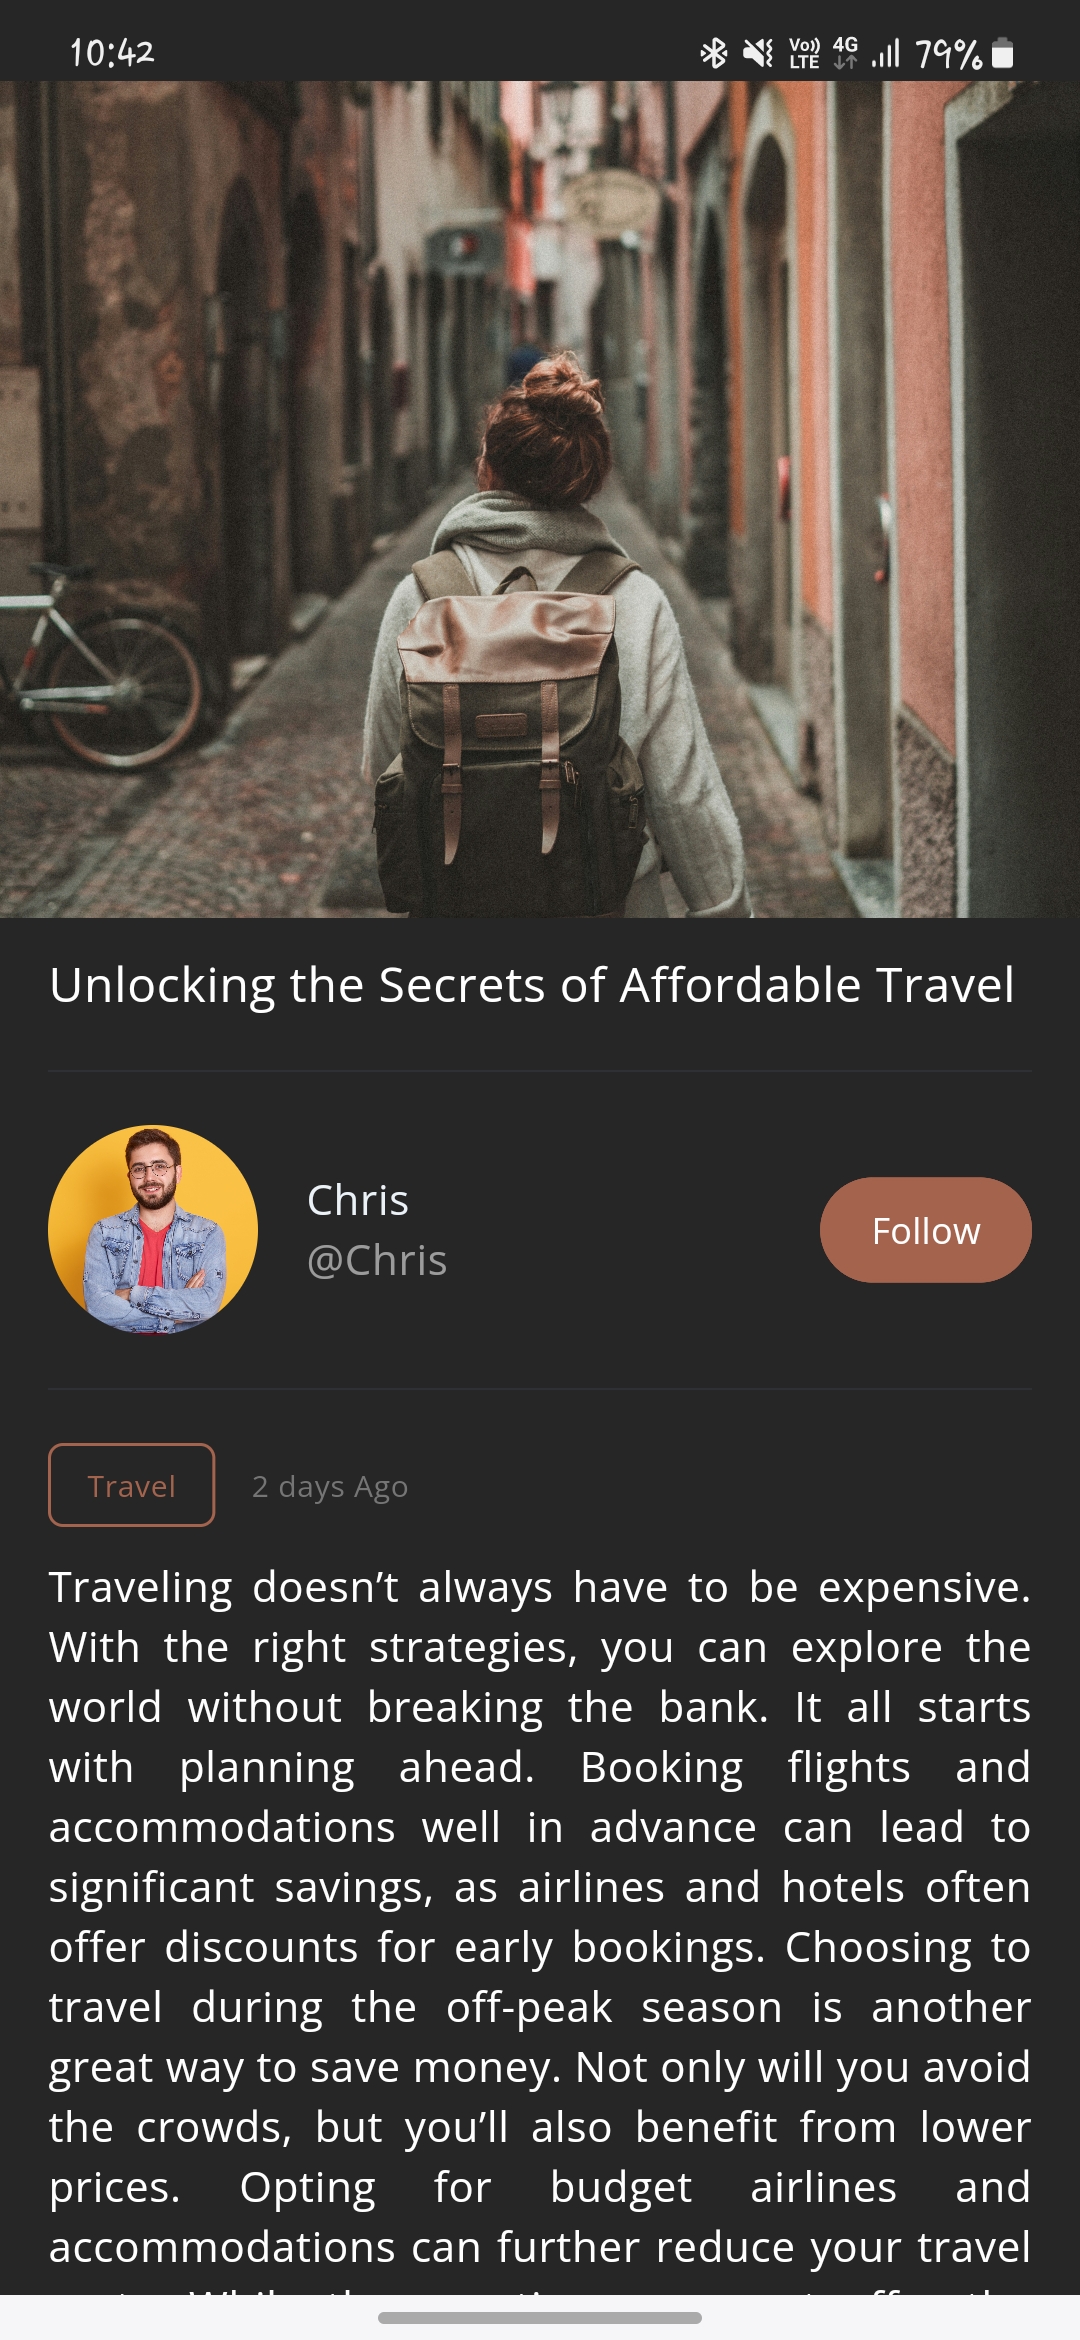 10:42
Vo)) LTE 4G 79%
Unlocking the Secrets of Affordable Travel
Chris
@Chris
Follow
Travel
2 days Ago
Traveling doesn’t always have to be expensive.
With the right strategies, you can explore the
world without breaking the bank. It all starts
with planning ahead. Booking flights and
accommodations well in advance can lead to
significant savings, as airlines and hotels often
offer discounts for early bookings. Choosing to
travel during the off-peak season is another
great way to save money. Not only will you avoid
the crowds, but you’ll also benefit from lower
prices. Opting for budget airlines and
accommodations can further reduce your travel